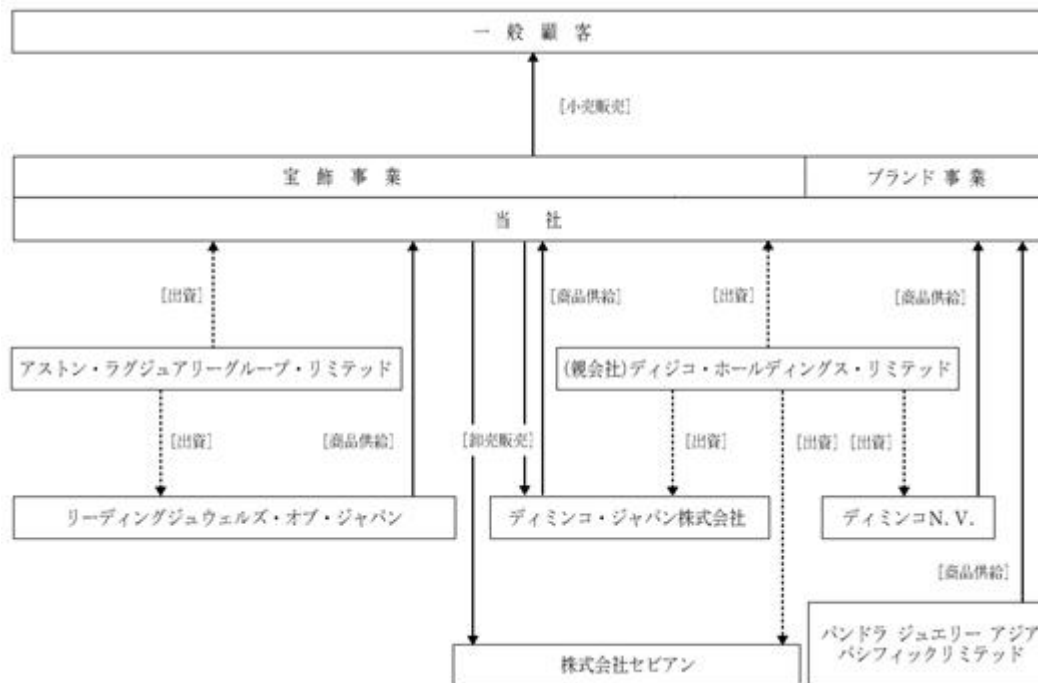 一般顧客
[小売販売]
宝飾事業
ブランド事業
当社
[出資]
[商品供給]
[出資]
[商品供給]
アストン・ラグジュアリーグループ・リミテッド
(親会社)ディジコ・ホールディングス・リミテッド
[出資]
[商品供給]
[卸売販売]
[出資]
[出資]
[出資]
リーディングジュウェルズ・オブ・ジャパン
ディミンコ・ジャパン株式会社
ディミンコN.V.
[商品供給]
パンドラ ジュエリー アジア
パシフィックリミテッド
株式会社セビアン